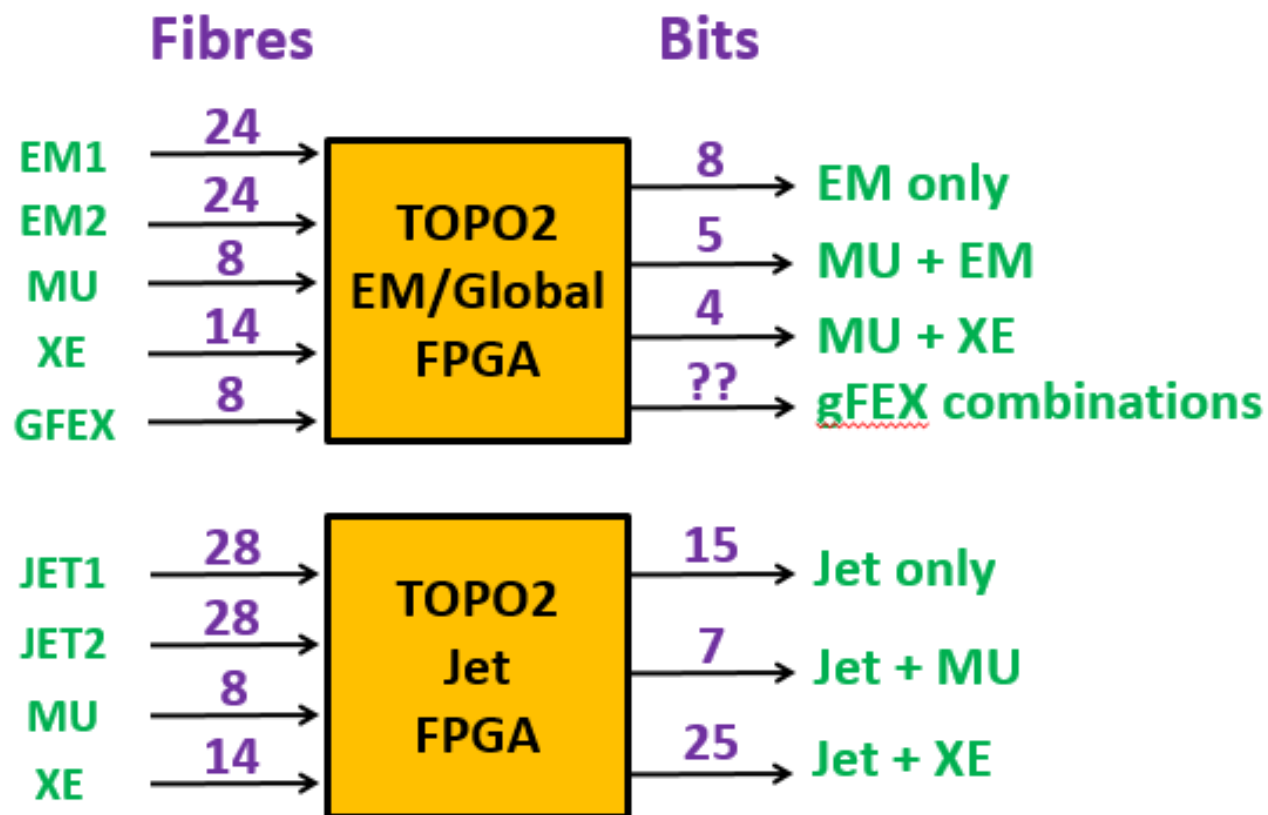 Fibres Bits
EM1 24
EM2 24
MU 8
XE 14
GFEX 8
TOPO2
EM/Global
FPGA
8 EM only
5 MU + EM
4 MU + XE
?? gFEX combinations
JET1 28
JET2 28
MU 8
XE 14
TOPO2
Jet
FPGA
15 Jet only
7 Jet + MU
25 Jet + XE